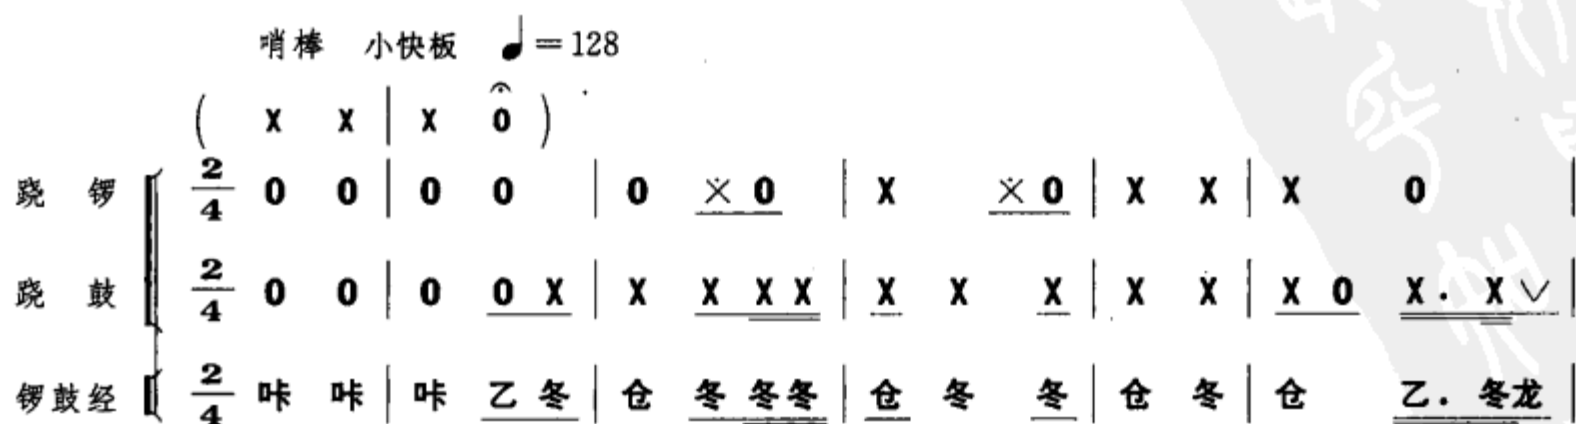 哨棒 小快板 ♩=128
( X X | X 0 )
跷 锣 2/4 0 0 | 0 0 | 0 X 0 | X X 0 | X X | X 0 |
跷 鼓 2/4 0 0 | 0 0 X | X X X X | X X X | X X | X 0 X . X ∨ |
锣鼓经 2/4 咔 咔 | 咔 乙 冬 | 仓 冬 冬冬 | 仓 冬 冬 | 仓 冬 | 仓 乙 . 冬龙 |